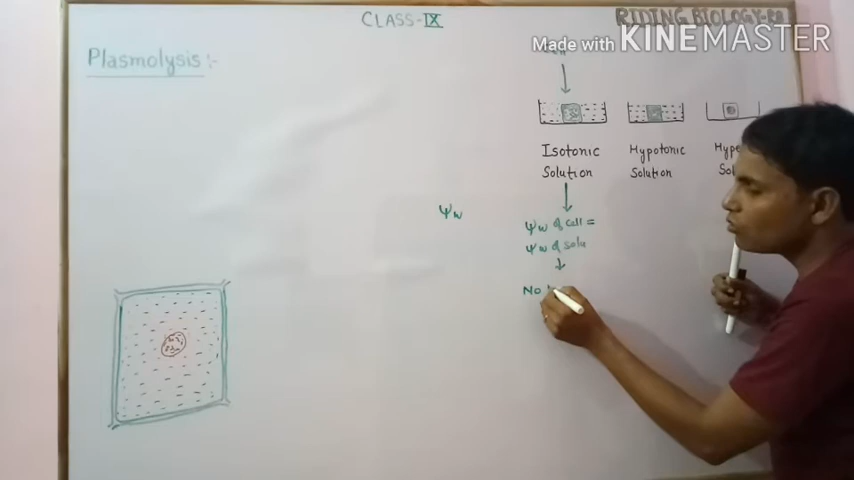 CLASS-IX
RIDING BIOLOGY
Made with KINEMASTER
Plasmolysis :-
Isotonic
Solution
Hypotonic
Solution
Ψw
Ψw of cell =
Ψw of solu
No